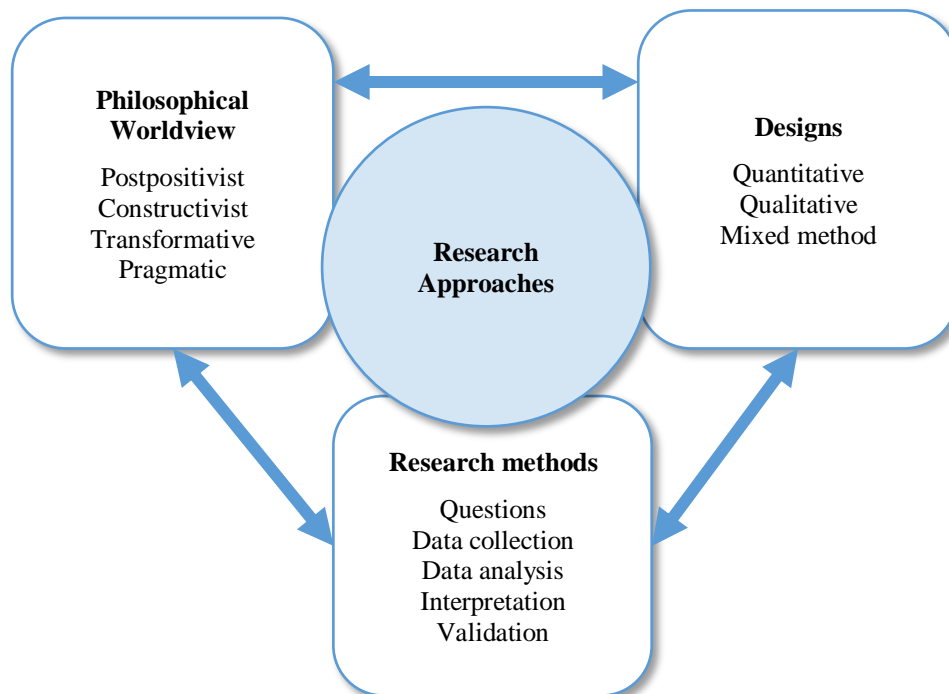 Philosophical
Worldview
Postpositivist
Constructivist
Transformative
Pragmatic
Designs
Quantitative
Qualitative
Mixed method
Research
Approaches
Research methods
Questions
Data collection
Data analysis
Interpretation
Validation